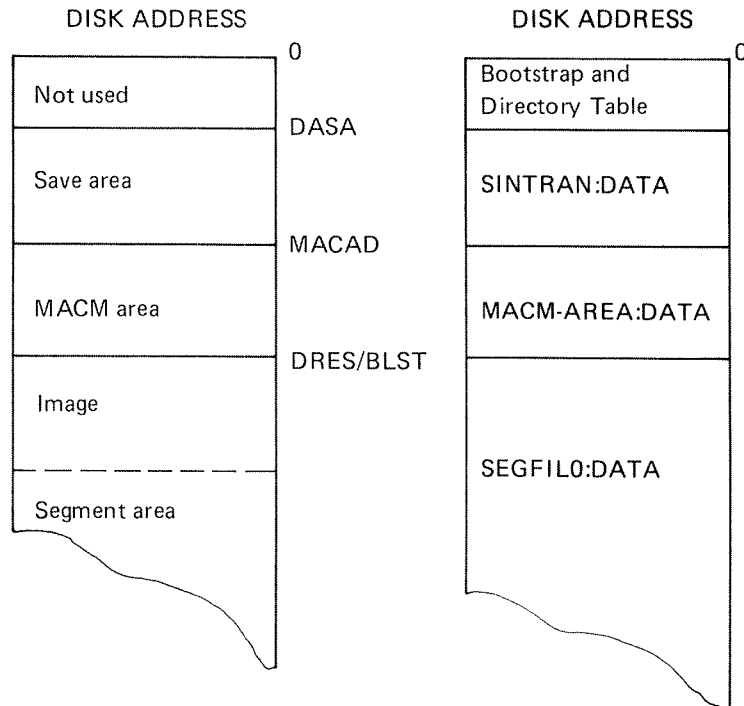 DISK ADDRESS
0
Not used
DASA
Save area
MACAD
MACM area
DRES/BLST
Image
Segment area
DISK ADDRESS
0
Bootstrap and
Directory Table
SINTRAN:DATA
MACM-AREA:DATA
SEGFIL0:DATA